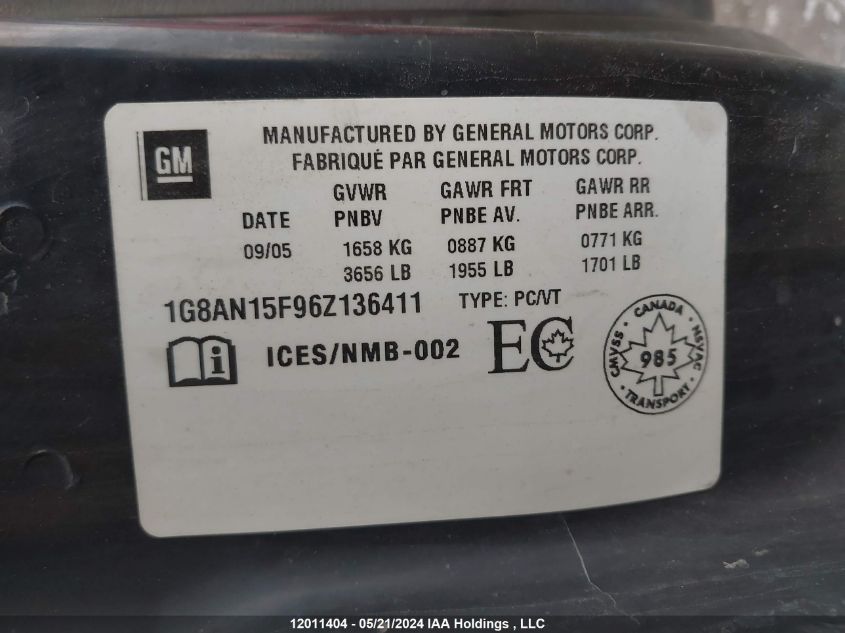 GM
MANUFACTURED BY GENERAL MOTORS CORP.
FABRIQUÉ PAR GENERAL MOTORS CORP.
GVWR GAWR FRT GAWR RR
DATE PNBV PNBE AV. PNBE ARR.
09/05 1658 KG 0887 KG 0771 KG
3656 LB 1955 LB 1701 LB
1G8AN15F96Z136411 TYPE: PC/VT
i ICES/NMB-002 EC
CANADA
CMVSS 985 NSVAC
TRANSPORT
12011404 - 05/21/2024 IAA Holdings , LLC